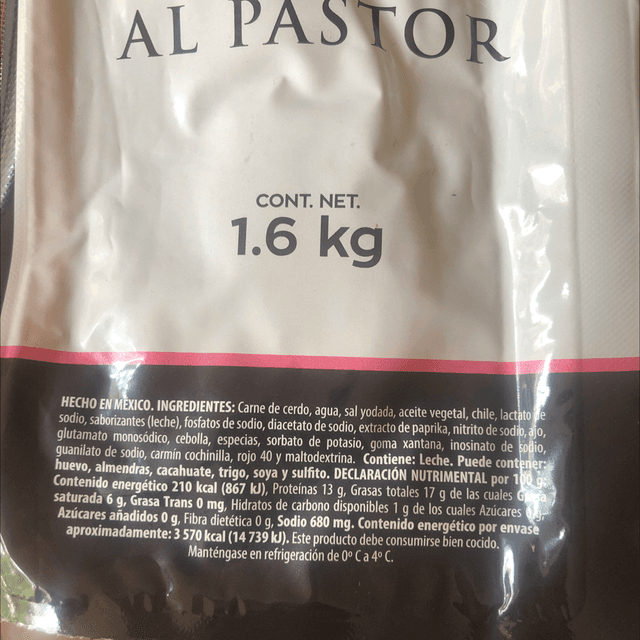 AL PASTOR
CONT. NET.
1.6 kg
HECHO EN MÉXICO. INGREDIENTES: Carne de cerdo, agua, sal yodada, aceite vegetal, chile, lactato de
sodio, saborizantes (leche), fosfatos de sodio, diacetato de sodio, extracto de paprika, nitrito de sodio, ajo,
glutamato monosódico, cebolla, especias, sorbato de potasio, goma xantana, inosinato de sodio,
guanilato de sodio, carmín cochinilla, rojo 40 y maltodextrina. Contiene: Leche. Puede contener:
huevo, almendras, cacahuate, trigo, soya y sulfito. DECLARACIÓN NUTRIMENTAL por 100 g:
Contenido energético 210 kcal (867 kJ), Proteínas 13 g, Grasas totales 17 g de las cuales Grasa
saturada 6 g, Grasa Trans 0 mg, Hidratos de carbono disponibles 1 g de los cuales Azúcares 0 g,
Azúcares añadidos 0 g, Fibra dietética 0 g, Sodio 680 mg. Contenido energético por envase
aproximadamente: 3 570 kcal (14 739 kJ). Este producto debe consumirse bien cocido.
Manténgase en refrigeración de 0° C a 4° C.